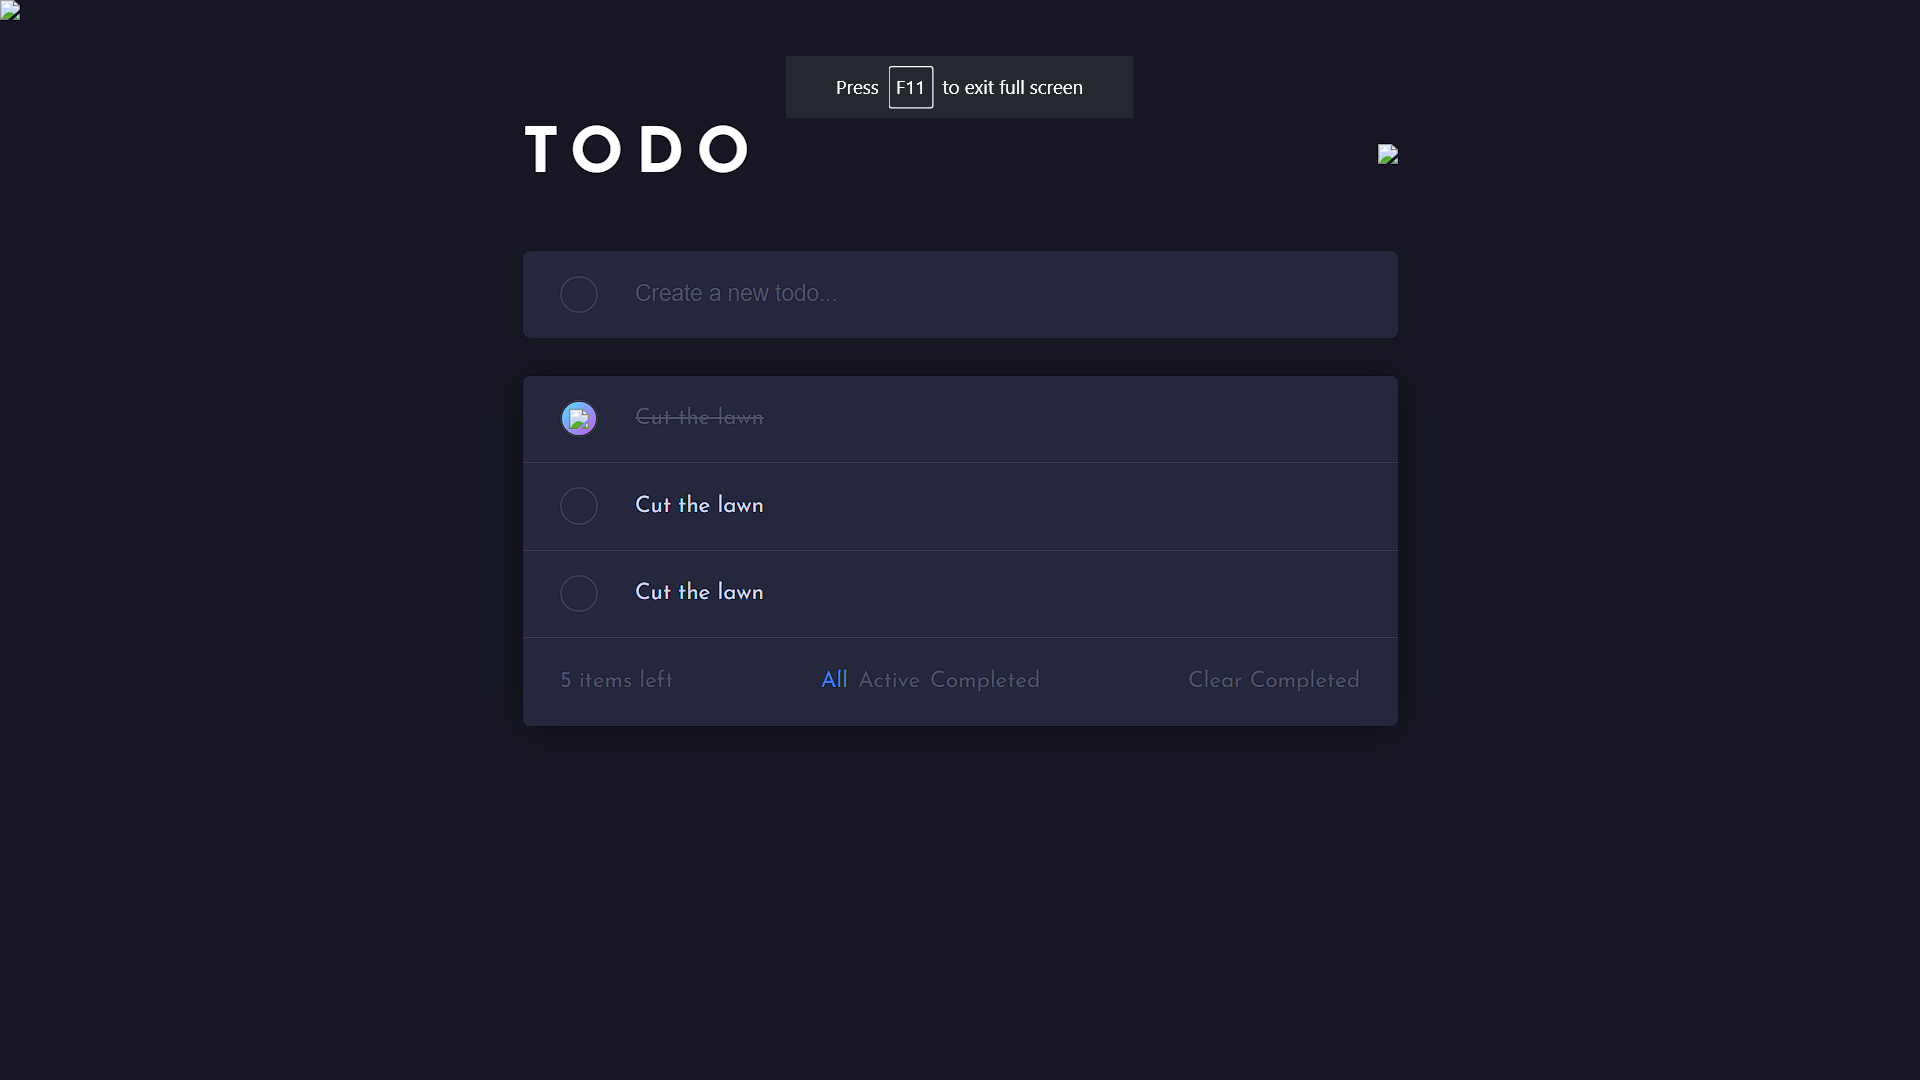 Press F11 to exit full screen
TODO
Create a new todo...
Cut the lawn
Cut the lawn
Cut the lawn
5 items left All Active Completed Clear Completed